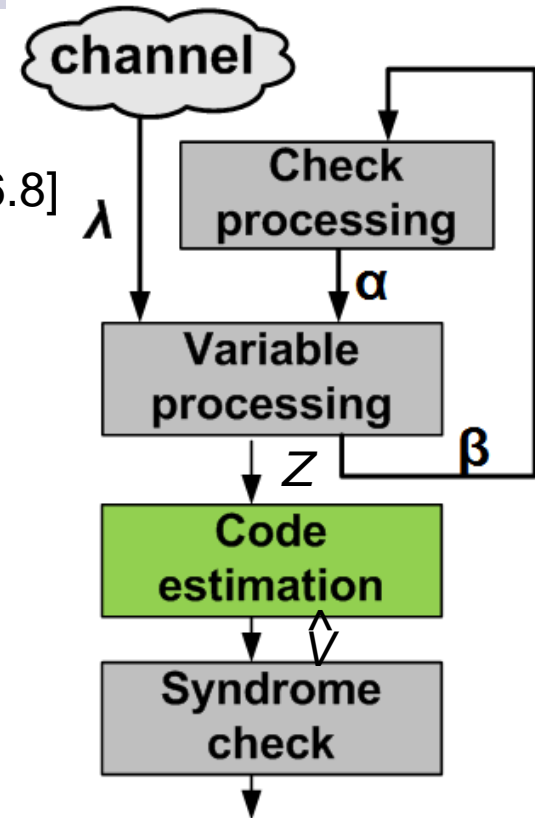 channel
6.8]
λ
Check
processing
α
Variable
processing
β
Z
Code
estimation
V̂
Syndrome
check